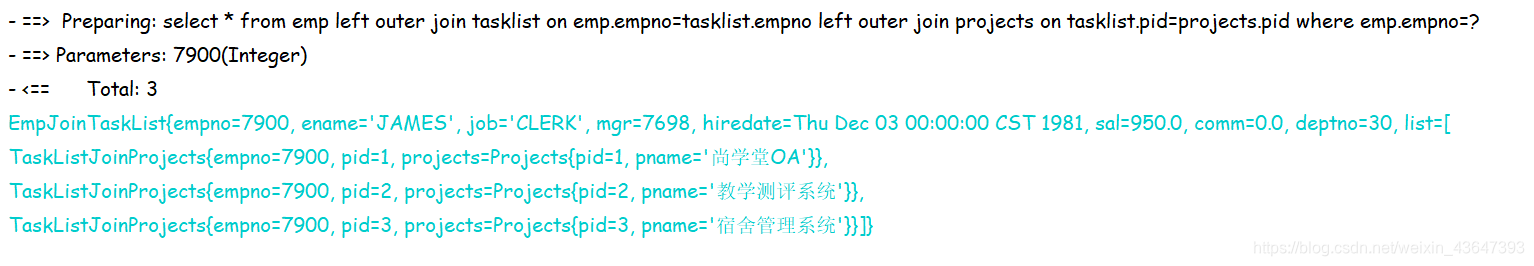 - ==>  Preparing: select * from emp left outer join tasklist on emp.empno=tasklist.empno left outer join projects on tasklist.pid=projects.pid where emp.empno=?
- ==> Parameters: 7900(Integer)
- <==      Total: 3
EmpJoinTaskList{empno=7900, ename='JAMES', job='CLERK', mgr=7698, hiredate=Thu Dec 03 00:00:00 CST 1981, sal=950.0, comm=0.0, deptno=30, list=[
TaskListJoinProjects{empno=7900, pid=1, projects=Projects{pid=1, pname='尚学堂OA'}},
TaskListJoinProjects{empno=7900, pid=2, projects=Projects{pid=2, pname='教学测评系统'}},
TaskListJoinProjects{empno=7900, pid=3, projects=Projects{pid=3, pname='宿舍管理系统'}}]}
https://blog.csdn.net/weixin_43647393